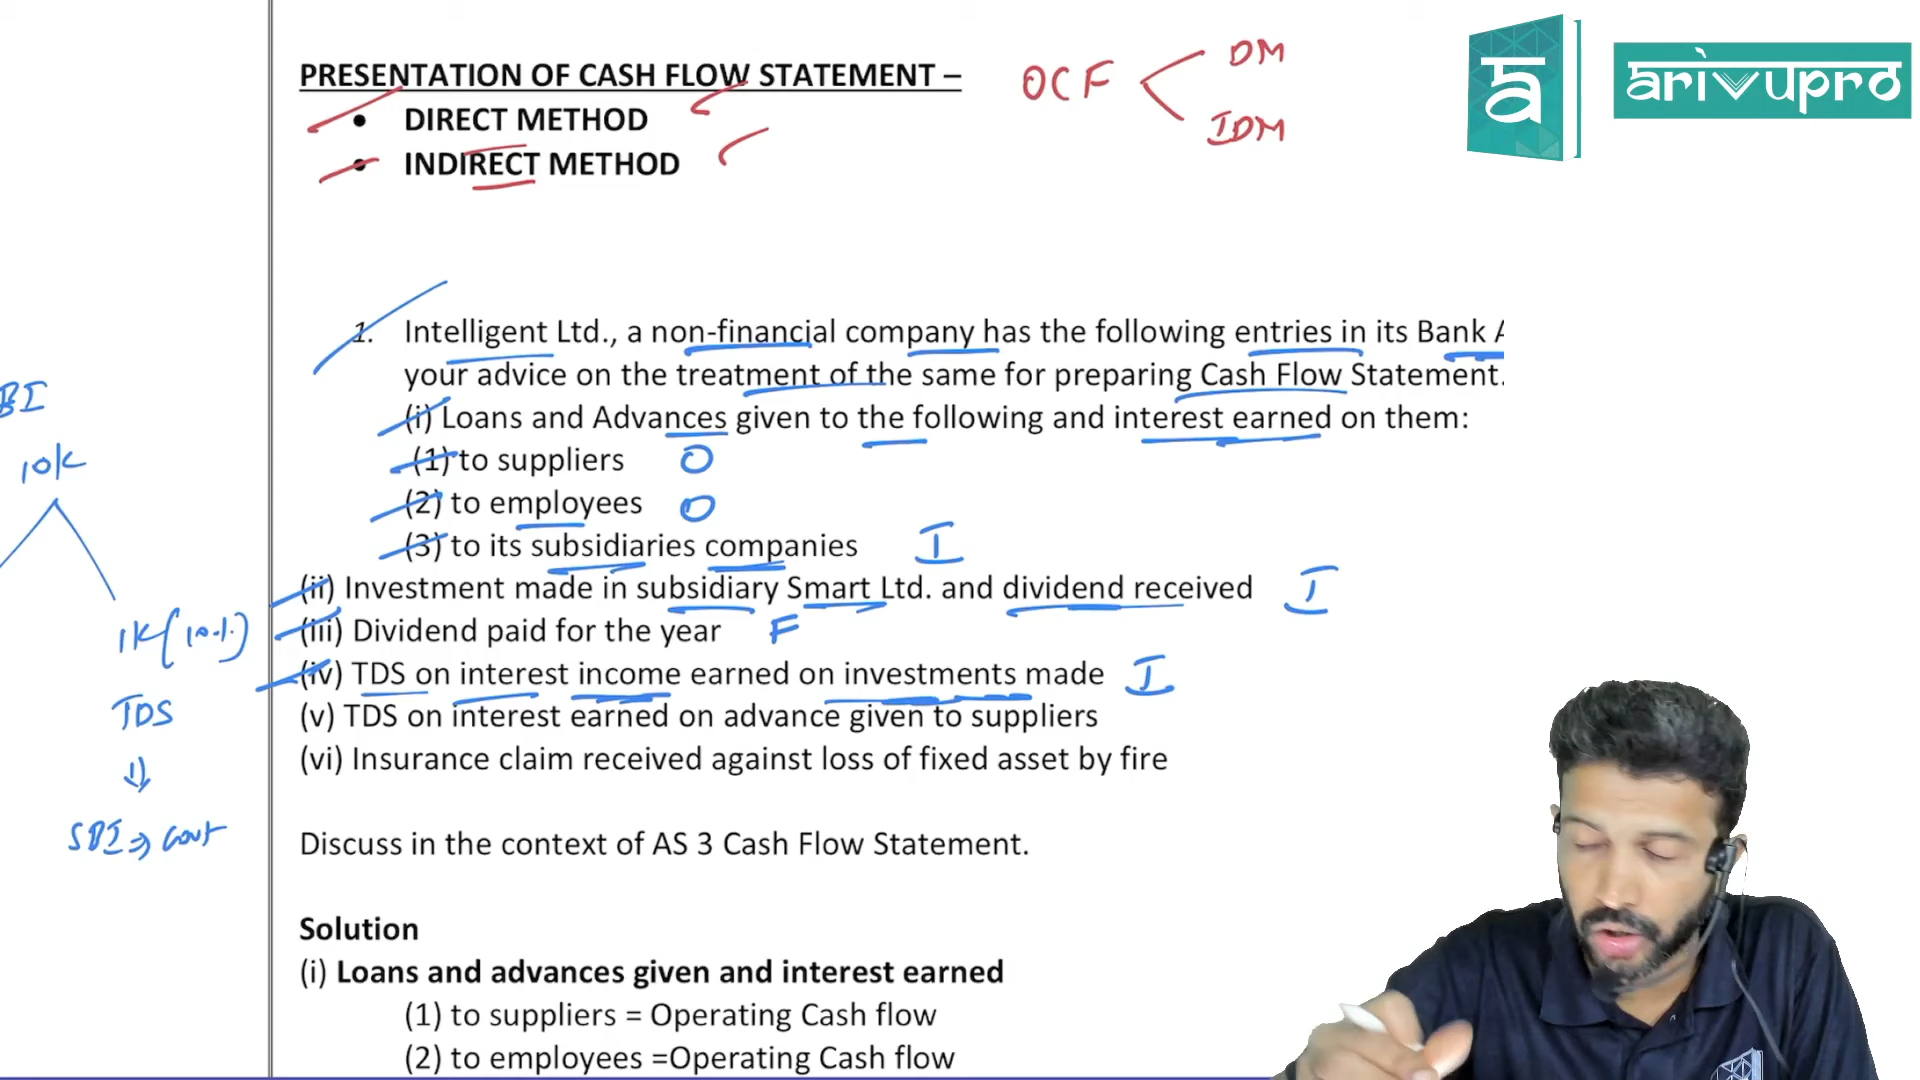 PRESENTATION OF CASH FLOW STATEMENT –
• DIRECT METHOD
• INDIRECT METHOD
OCF
DM
IDM
arivupro
1. Intelligent Ltd., a non-financial company has the following entries in its Bank A
your advice on the treatment of the same for preparing Cash Flow Statement.
(i) Loans and Advances given to the following and interest earned on them:
(1) to suppliers O
(2) to employees O
(3) to its subsidiaries companies I
(ii) Investment made in subsidiary Smart Ltd. and dividend received I
(iii) Dividend paid for the year F
(iv) TDS on interest income earned on investments made I
(v) TDS on interest earned on advance given to suppliers
(vi) Insurance claim received against loss of fixed asset by fire
Discuss in the context of AS 3 Cash Flow Statement.
Solution
(i) Loans and advances given and interest earned
(1) to suppliers = Operating Cash flow
(2) to employees =Operating Cash flow
BI
10K
1K (10%)
TDS
SBI ⇒ Govt